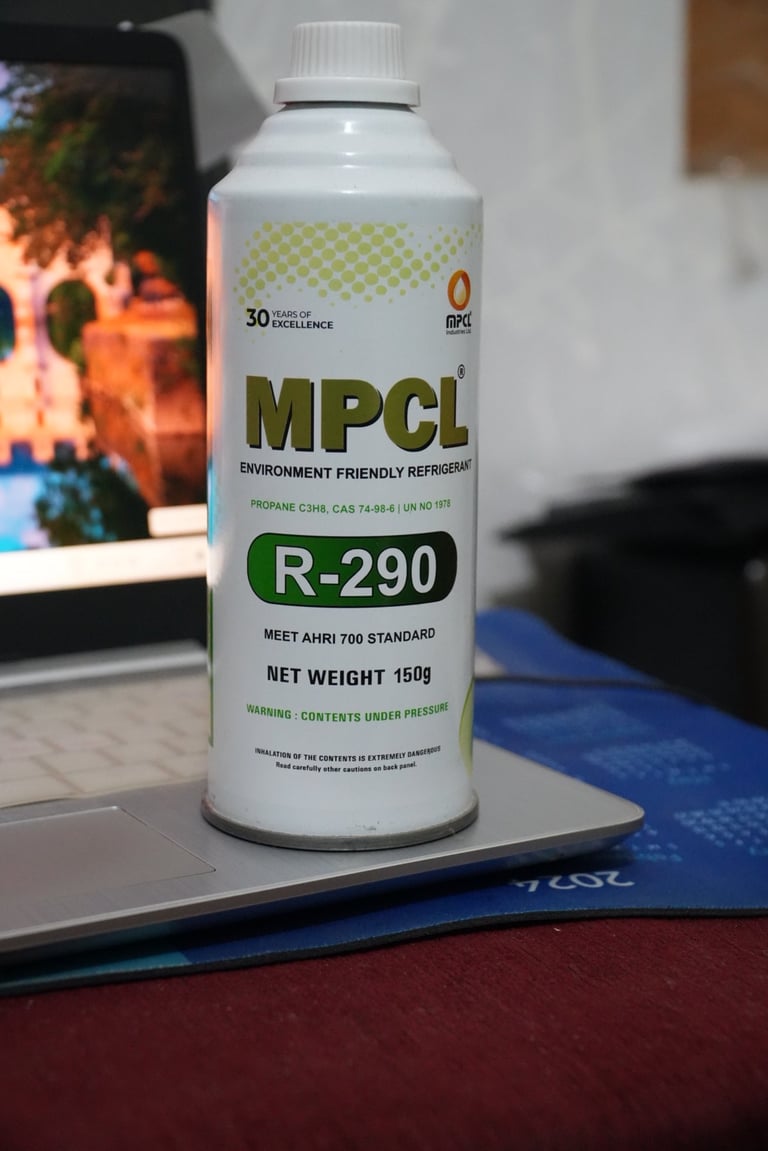 30 YEARS OF
EXCELLENCE
MPCL
Industries Ltd.
MPCL®
ENVIRONMENT FRIENDLY REFRIGERANT
PROPANE C3H8, CAS 74-98-6 | UN NO 1978
R-290
MEET AHRI 700 STANDARD
NET WEIGHT 150g
WARNING : CONTENTS UNDER PRESSURE
INHALATION OF THE CONTENTS IS EXTREMELY DANGEROUS
Read carefully other cautions on back panel.
2024